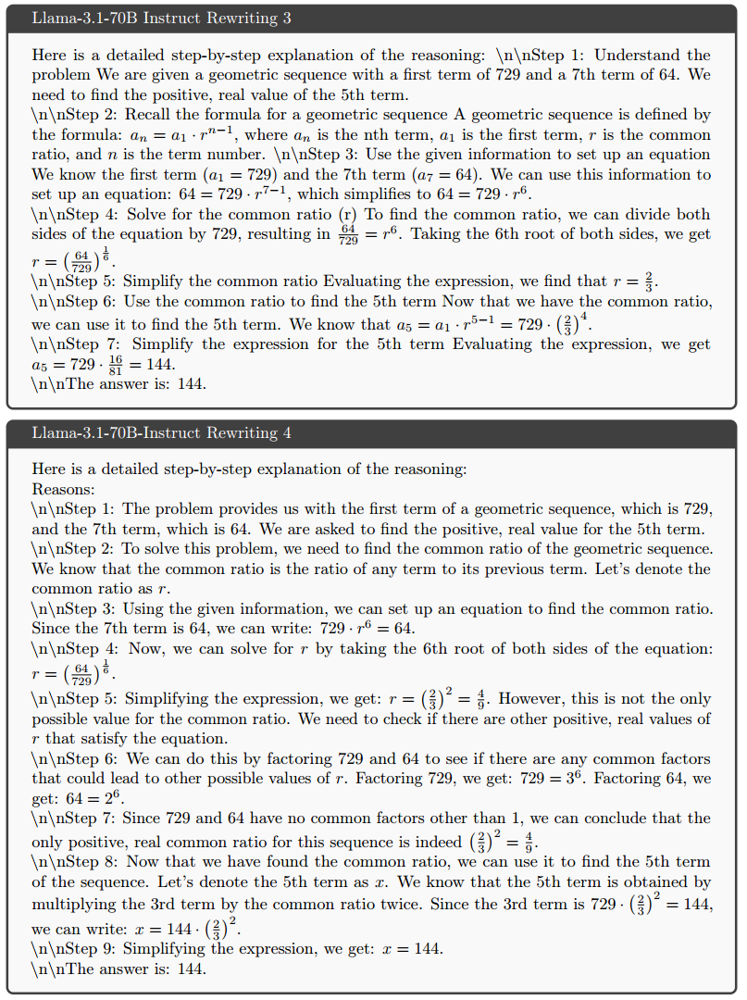 Llama-3.1-70B Instruct Rewriting 3
Here is a detailed step-by-step explanation of the reasoning: \n\nStep 1: Understand the
problem We are given a geometric sequence with a first term of 729 and a 7th term of 64. We
need to find the positive, real value of the 5th term.
\n\nStep 2: Recall the formula for a geometric sequence A geometric sequence is defined by
the formula: $a_n = a_1 \cdot r^{n-1}$, where $a_n$ is the nth term, $a_1$ is the first term, $r$ is the common
ratio, and $n$ is the term number. \n\nStep 3: Use the given information to set up an equation
We know the first term ($a_1 = 729$) and the 7th term ($a_7 = 64$). We can use this information to
set up an equation: $64 = 729 \cdot r^{7-1}$, which simplifies to $64 = 729 \cdot r^6$.
\n\nStep 4: Solve for the common ratio (r) To find the common ratio, we can divide both
sides of the equation by 729, resulting in $\frac{64}{729} = r^6$. Taking the 6th root of both sides, we get
$r = \left(\frac{64}{729}\right)^{\frac{1}{6}}$.
\n\nStep 5: Simplify the common ratio Evaluating the expression, we find that $r = \frac{2}{3}$.
\n\nStep 6: Use the common ratio to find the 5th term Now that we have the common ratio,
we can use it to find the 5th term. We know that $a_5 = a_1 \cdot r^{5-1} = 729 \cdot \left(\frac{2}{3}\right)^4$.
\n\nStep 7: Simplify the expression for the 5th term Evaluating the expression, we get
$a_5 = 729 \cdot \frac{16}{81} = 144$.
\n\nThe answer is: 144.
Llama-3.1-70B-Instruct Rewriting 4
Here is a detailed step-by-step explanation of the reasoning:
Reasons:
\n\nStep 1: The problem provides us with the first term of a geometric sequence, which is 729,
and the 7th term, which is 64. We are asked to find the positive, real value for the 5th term.
\n\nStep 2: To solve this problem, we need to find the common ratio of the geometric sequence.
We know that the common ratio is the ratio of any term to its previous term. Let's denote the
common ratio as $r$.
\n\nStep 3: Using the given information, we can set up an equation to find the common ratio.
Since the 7th term is 64, we can write: $729 \cdot r^6 = 64$.
\n\nStep 4: Now, we can solve for $r$ by taking the 6th root of both sides of the equation:
$r = \left(\frac{64}{729}\right)^{\frac{1}{6}}$.
\n\nStep 5: Simplifying the expression, we get: $r = \left(\frac{2}{3}\right)^2 = \frac{4}{9}$. However, this is not the only
possible value for the common ratio. We need to check if there are other positive, real values of
$r$ that satisfy the equation.
\n\nStep 6: We can do this by factoring 729 and 64 to see if there are any common factors
that could lead to other possible values of $r$. Factoring 729, we get: $729 = 3^6$. Factoring 64, we
get: $64 = 2^6$.
\n\nStep 7: Since 729 and 64 have no common factors other than 1, we can conclude that the
only positive, real common ratio for this sequence is indeed $\left(\frac{2}{3}\right)^2 = \frac{4}{9}$.
\n\nStep 8: Now that we have found the common ratio, we can use it to find the 5th term
of the sequence. Let's denote the 5th term as $x$. We know that the 5th term is obtained by
multiplying the 3rd term by the common ratio twice. Since the 3rd term is $729 \cdot \left(\frac{2}{3}\right)^2 = 144$,
we can write: $x = 144 \cdot \left(\frac{2}{3}\right)^2$.
\n\nStep 9: Simplifying the expression, we get: $x = 144$.
\n\nThe answer is: 144.